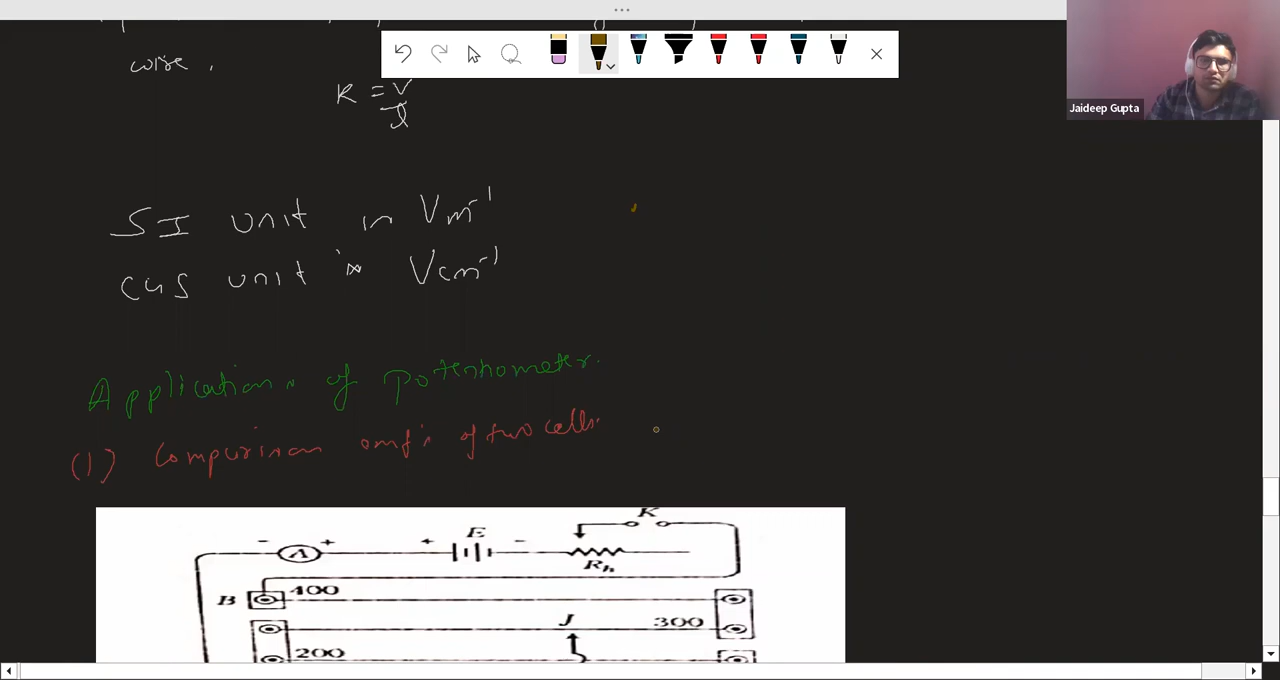 wise.
Jaideep Gupta
K = V
l
SI unit in Vm⁻¹
CGS unit is Vcm⁻¹
Applications of potentiometer.
(1) Comparison emf's of two cells.
K
- + + E -
A
Rh
B 400
J 300
200